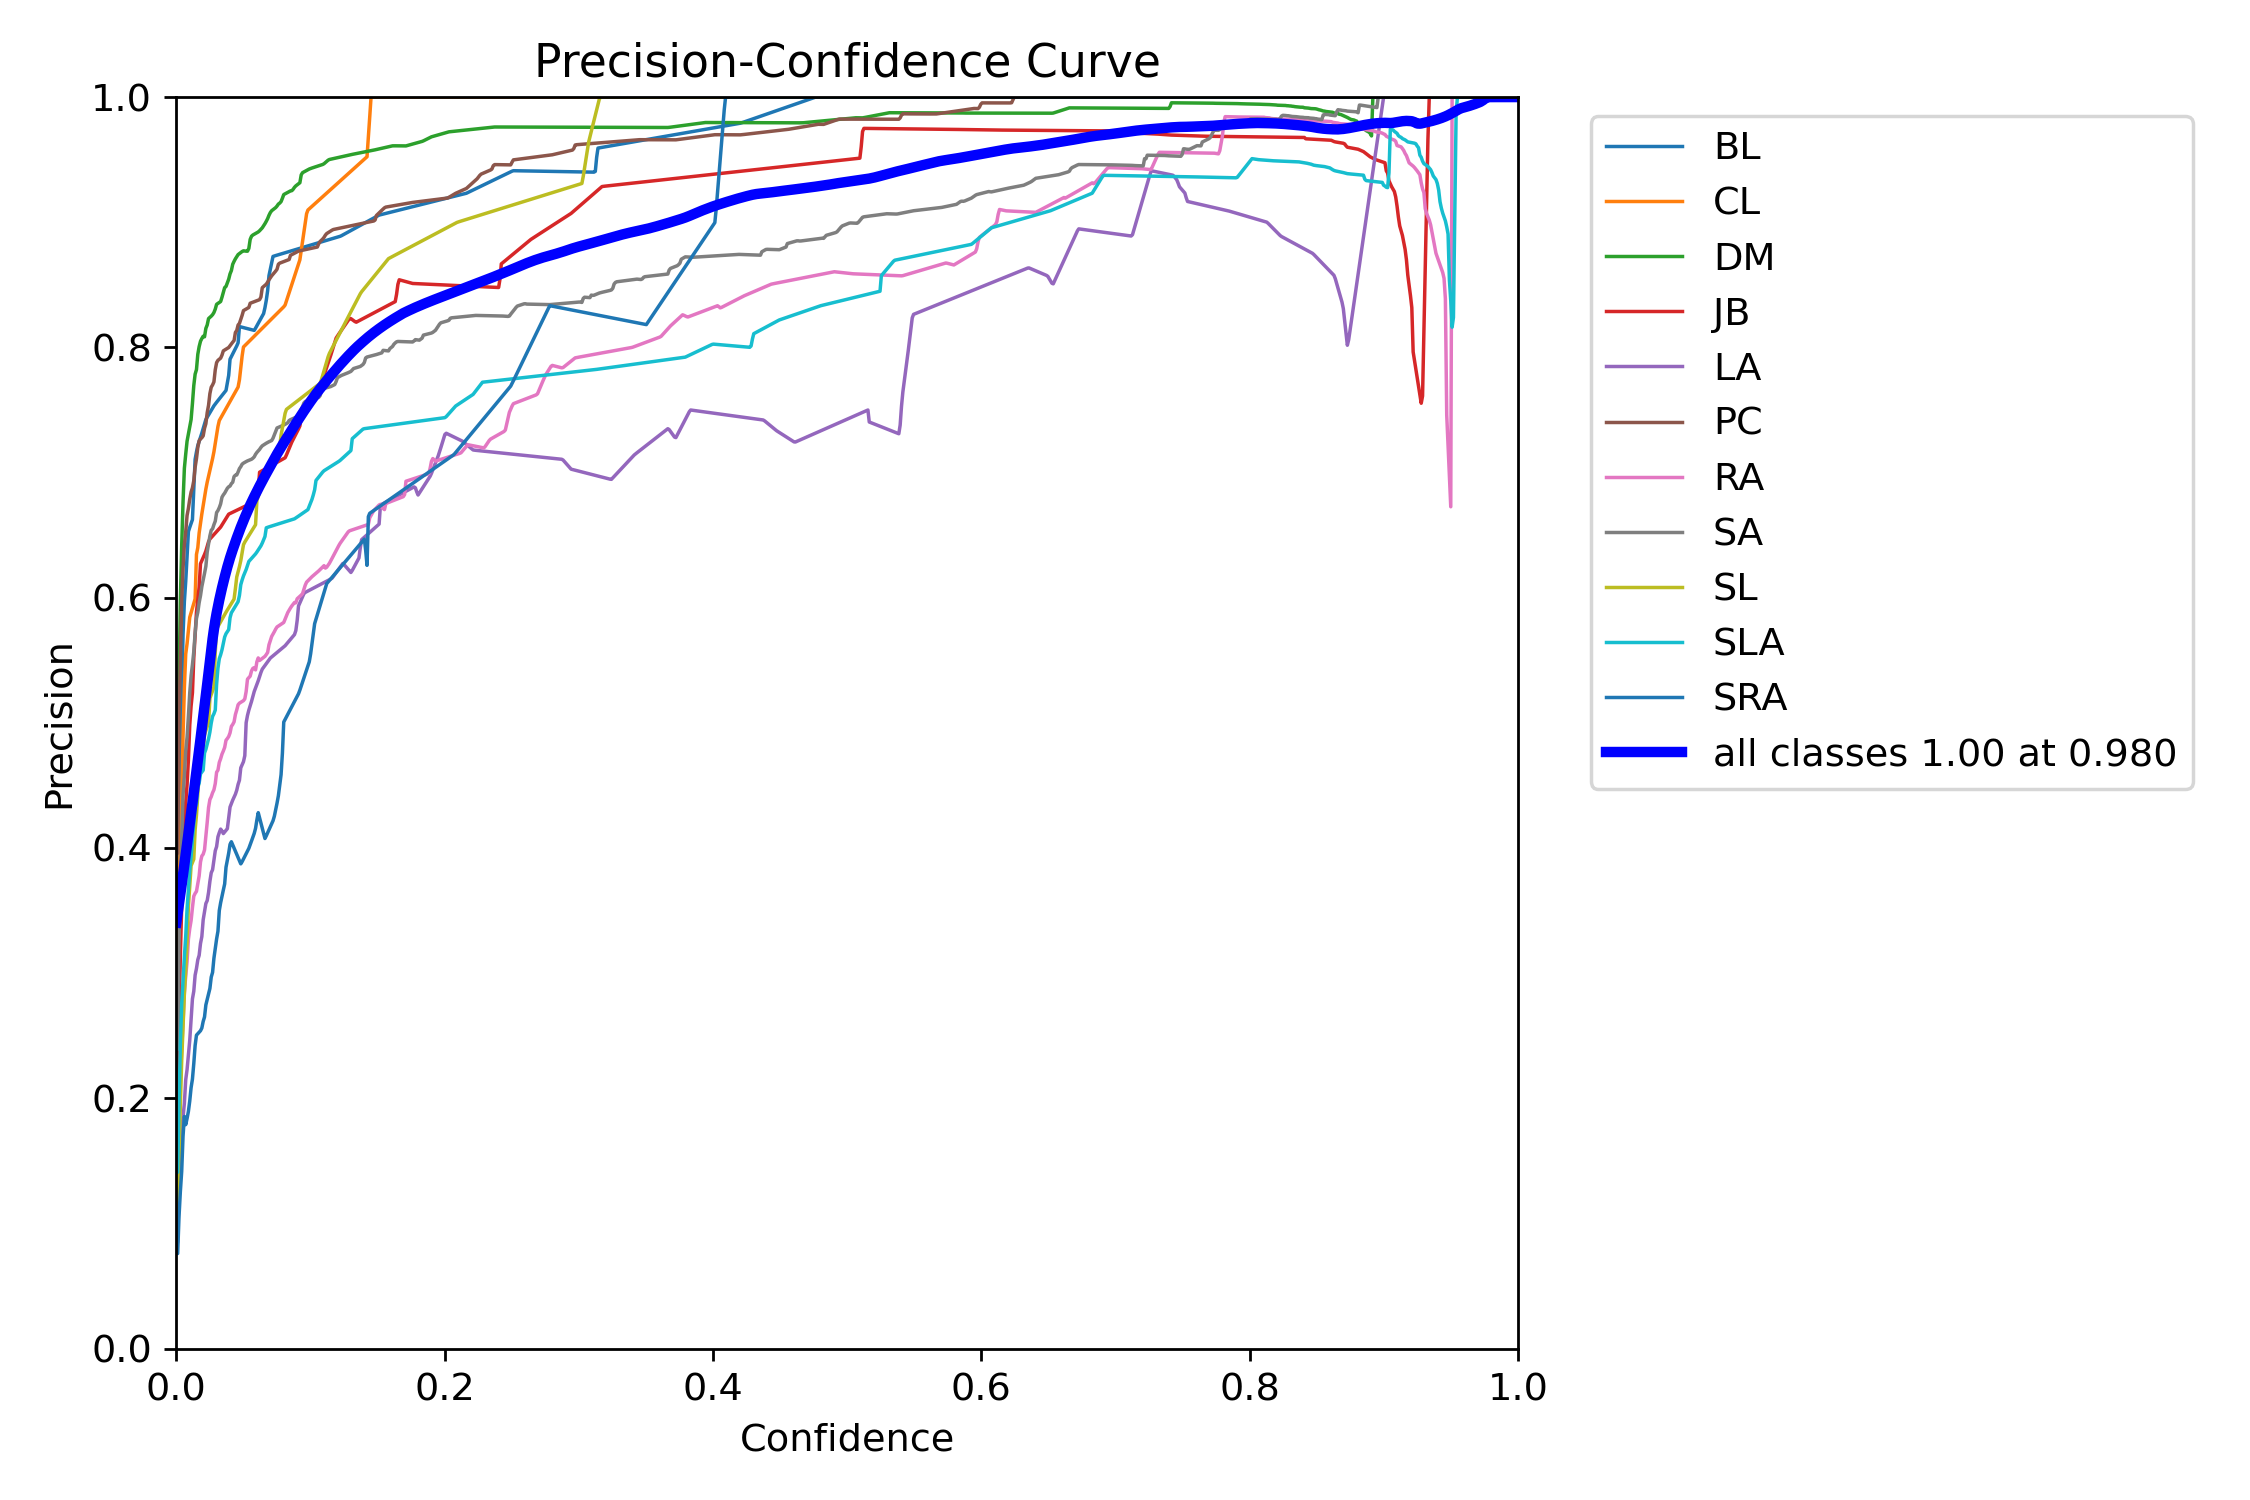 Precision-Confidence Curve
1.0
0.8
0.6
0.4
0.2
0.0
Precision
0.0 0.2 0.4 0.6 0.8 1.0
Confidence
BL
CL
DM
JB
LA
PC
RA
SA
SL
SLA
SRA
all classes 1.00 at 0.980